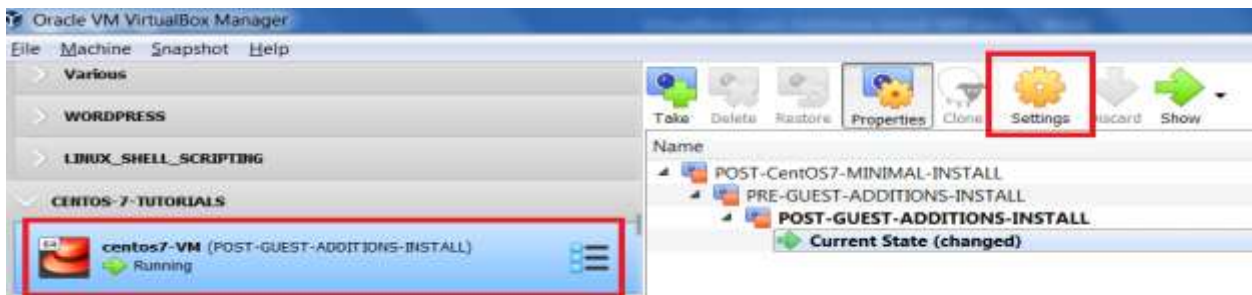 Oracle VM VirtualBox Manager
File Machine Snapshot Help
Various
WORDPRESS
LINUX_SHELL_SCRIPTING
CENTOS-7-TUTORIALS
centos7-VM (POST-GUEST-ADDITIONS-INSTALL)
Running
Take Delete Restore Properties Clone Settings Discard Show
Name
POST-CentOS7-MINIMAL-INSTALL
PRE-GUEST-ADDITIONS-INSTALL
POST-GUEST-ADDITIONS-INSTALL
Current State (changed)